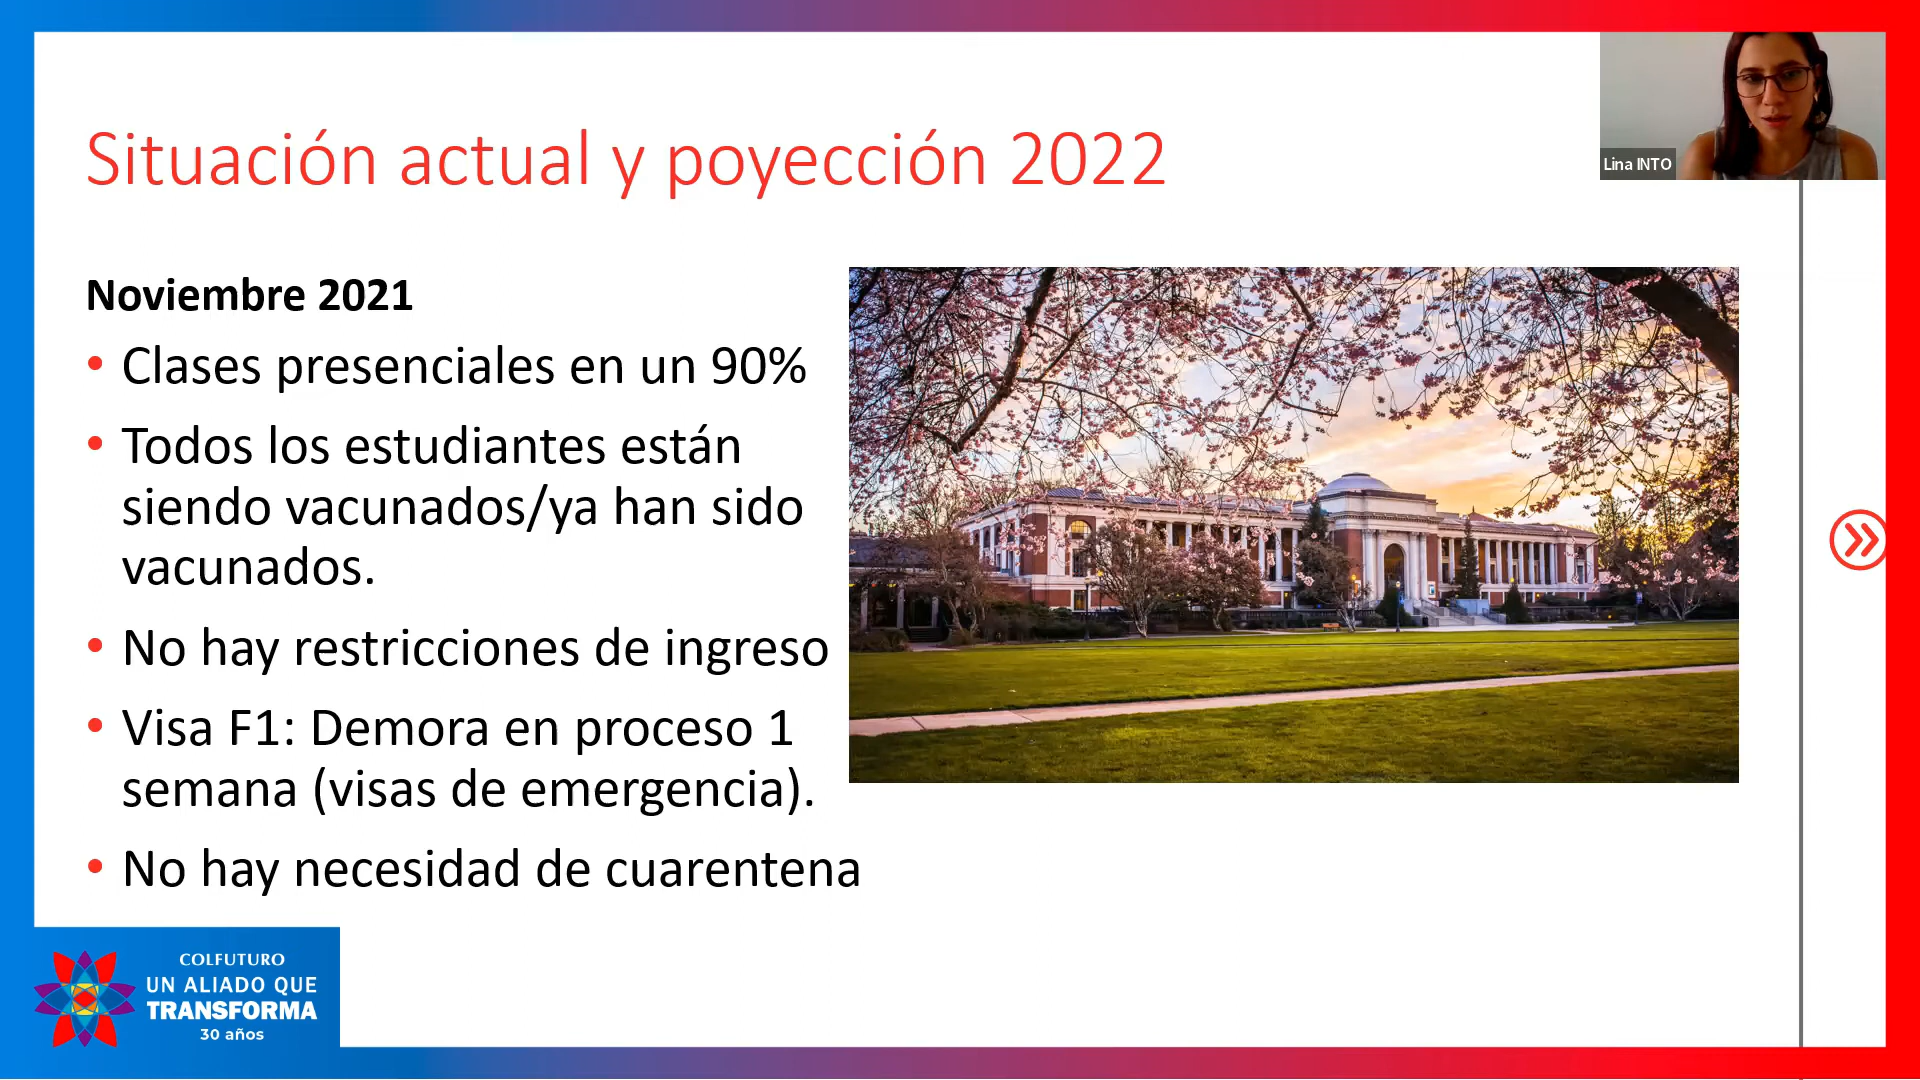 Situación actual y poyección 2022
Lina INTO
Noviembre 2021
• Clases presenciales en un 90%
• Todos los estudiantes están
siendo vacunados/ya han sido
vacunados.
• No hay restricciones de ingreso
• Visa F1: Demora en proceso 1
semana (visas de emergencia).
• No hay necesidad de cuarentena
COLFUTURO
UN ALIADO QUE
TRANSFORMA
30 años